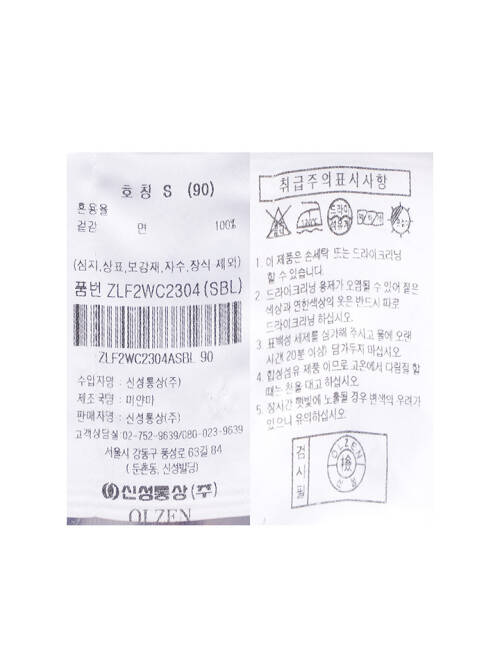 호칭 S (90)
혼용율
겉감 면 100%
(심지,상표,보강재,자수,장식 제외)
품번 ZLF2WC2304(SBL)
ZLF2WC2304ASBL 90
수입자명 : 신성통상(주)
제조국명 : 미얀마
판매자명 : 신성통상(주)
고객상담실:02-752-9639/080-023-9639
서울시 강동구 풍성로 63길 84
(둔촌동, 신성빌딩)
신성통상(주)
OLZEN
취급주의표시사항
드라이
1. 이 제품은 손세탁 또는 드라이크리닝
할 수 있습니다.
2. 드라이크리닝 용제가 오염될 수 있어 짙은
색상과 연한색상의 옷은 반드시 따로
드라이크리닝 하십시오.
3. 표백성 세제를 삼가해 주시고 물에 오랜
시간(20분 이상) 담가두지 마십시오.
4. 합성섬유 제품 이므로 고온에서 다림질 할
때는 천을 대고 하십시오.
5. 장시간 햇빛에 노출될 경우 변색의 우려가
있으니 유의하십시오.
검사필
OLZEN
檢
신성